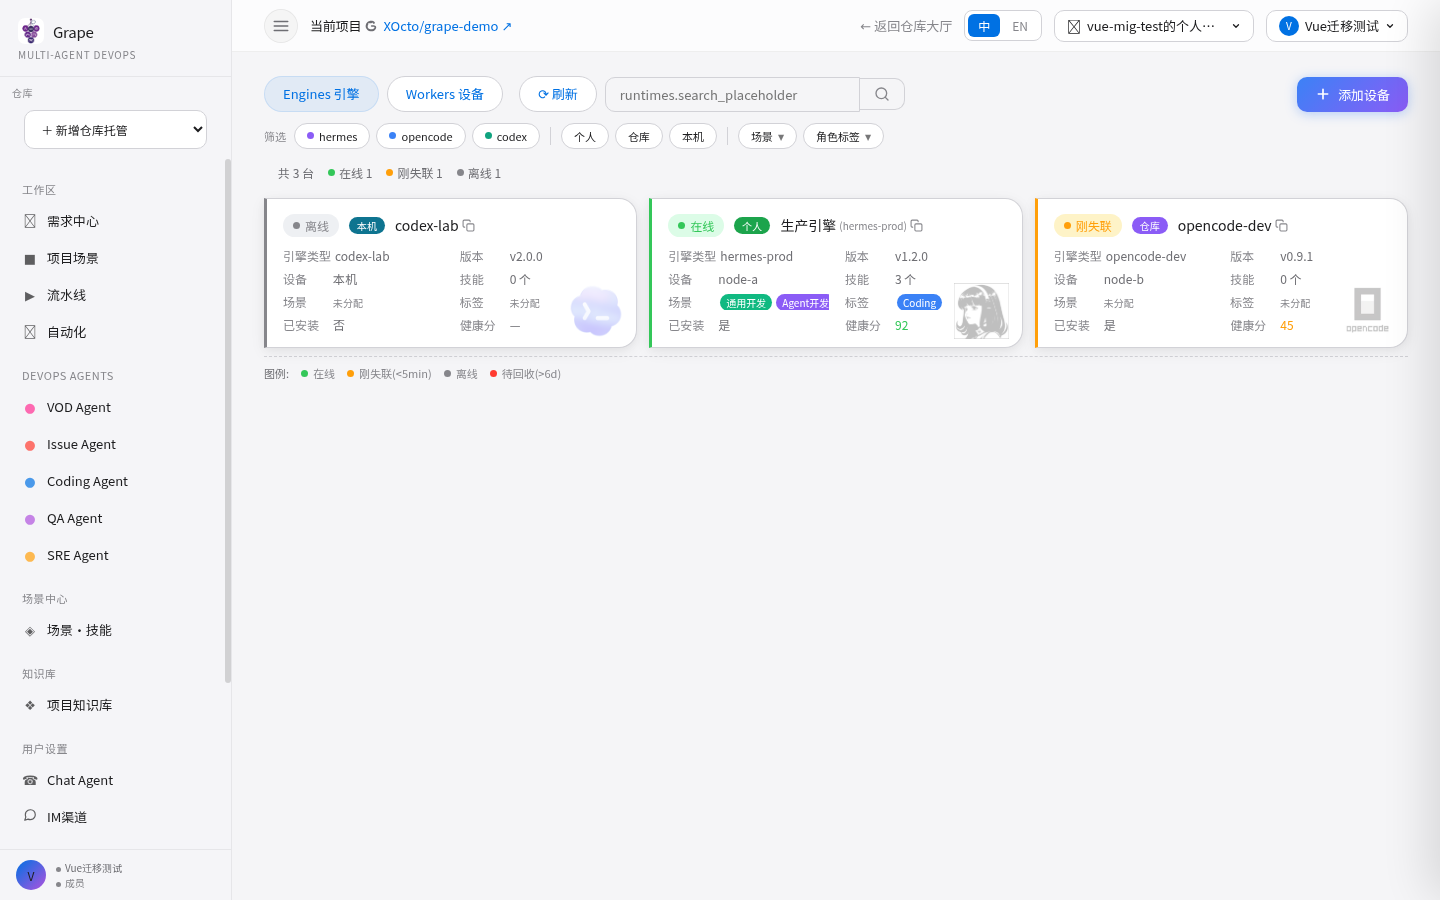 Grape
MULTI-AGENT DEVOPS
仓库
＋ 新增仓库托管
工作区
需求中心
项目场景
流水线
自动化
DEVOPS AGENTS
VOD Agent
Issue Agent
Coding Agent
QA Agent
SRE Agent
场景中心
场景・技能
知识库
项目知识库
用户设置
Chat Agent
IM渠道
V
Vue迁移测试
成员
当前项目 G XOcto/grape-demo ↗
← 返回仓库大厅
中 EN
vue-mig-test的个人…
V Vue迁移测试
Engines 引擎
Workers 设备
⟳ 刷新
runtimes.search_placeholder
＋ 添加设备
筛选 hermes opencode codex 个人 仓库 本机 场景 ▾ 角色标签 ▾
共 3 台 在线 1 刚失联 1 离线 1
离线 本机 codex-lab
引擎类型 codex-lab 版本 v2.0.0
设备 本机 技能 0 个
场景 未分配 标签 未分配
已安装 否 健康分 —
在线 个人 生产引擎 (hermes-prod)
引擎类型 hermes-prod 版本 v1.2.0
设备 node-a 技能 3 个
场景 通用开发 Agent开发 标签 Coding
已安装 是 健康分 92
刚失联 仓库 opencode-dev
引擎类型 opencode-dev 版本 v0.9.1
设备 node-b 技能 0 个
场景 未分配 标签 未分配
已安装 是 健康分 45
opencode
图例: 在线 刚失联(<5min) 离线 待回收(>6d)